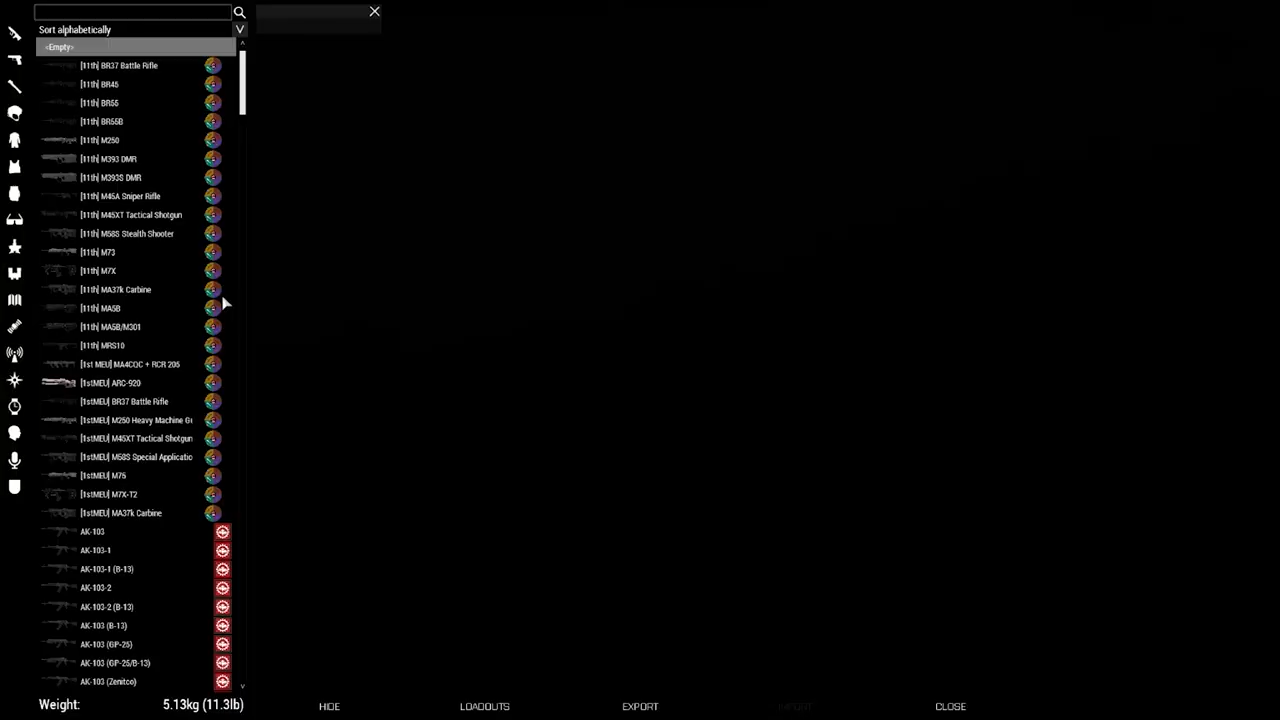 Sort alphabetically
<Empty>
[11th] BR37 Battle Rifle
[11th] BR45
[11th] BR55
[11th] BR55B
[11th] M250
[11th] M393 DMR
[11th] M393S DMR
[11th] M45A Sniper Rifle
[11th] M45XT Tactical Shotgun
[11th] M58S Stealth Shooter
[11th] M73
[11th] M7X
[11th] MA37k Carbine
[11th] MA5B
[11th] MA5B/M301
[11th] MRS10
[1st MEU] MA4CQC + RCR 205
[1stMEU] ARC-920
[1stMEU] BR37 Battle Rifle
[1stMEU] M250 Heavy Machine Gu
[1stMEU] M45XT Tactical Shotgun
[1stMEU] M58S Special Applicatio
[1stMEU] M75
[1stMEU] M7X-T2
[1stMEU] MA37k Carbine
AK-103
AK-103-1
AK-103-1 (B-13)
AK-103-2
AK-103-2 (B-13)
AK-103 (B-13)
AK-103 (GP-25)
AK-103 (GP-25/B-13)
AK-103 (Zenitco)
Weight: 5.13kg (11.3lb)
HIDE LOADOUTS EXPORT IMPORT CLOSE